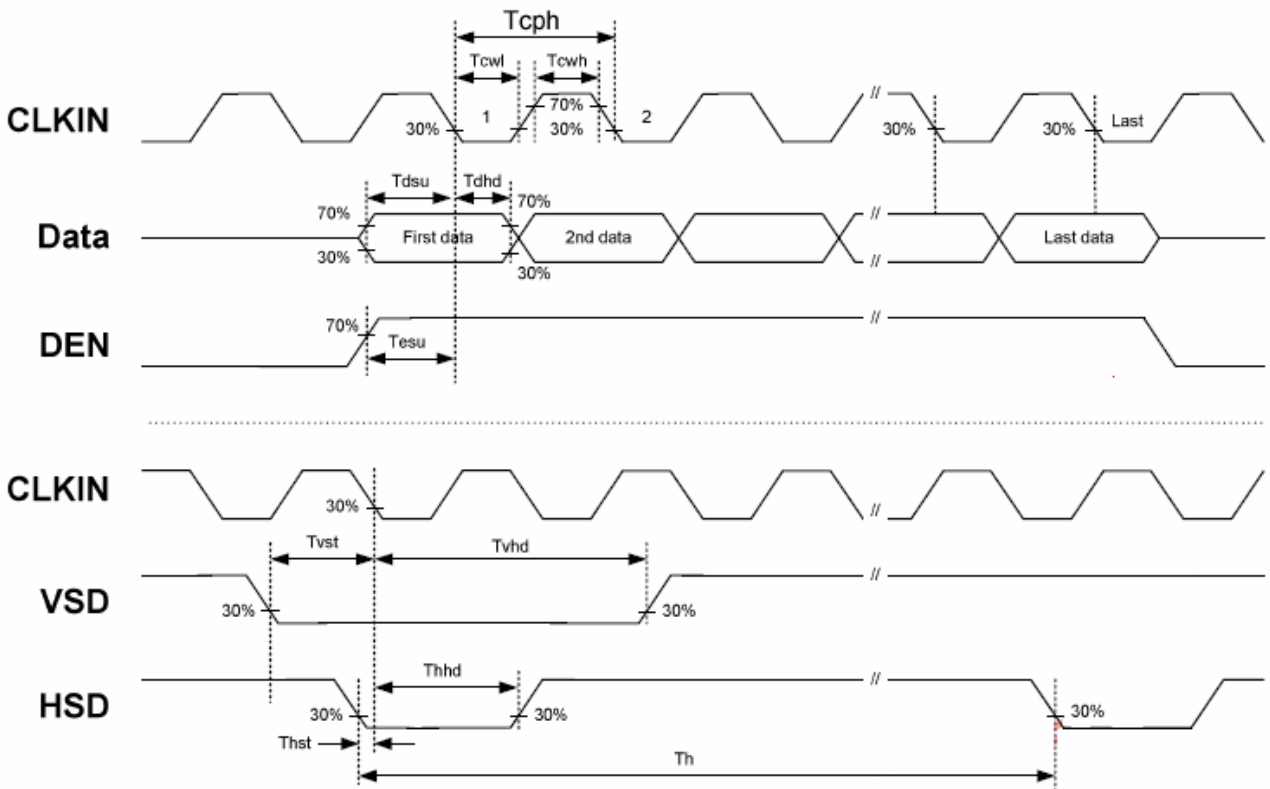 Tcph
Tcwl Tcwh
CLKIN 30% 1 70% 30% 2 // 30% 30% Last
Tdsu Tdhd
70% 70%
Data First data 2nd data // // Last data
30% 30%
DEN 70% //
Tesu
CLKIN 30% //
Tvst Tvhd
VSD 30% 30% //
Thhd
HSD 30% 30% // 30%
Thst
Th